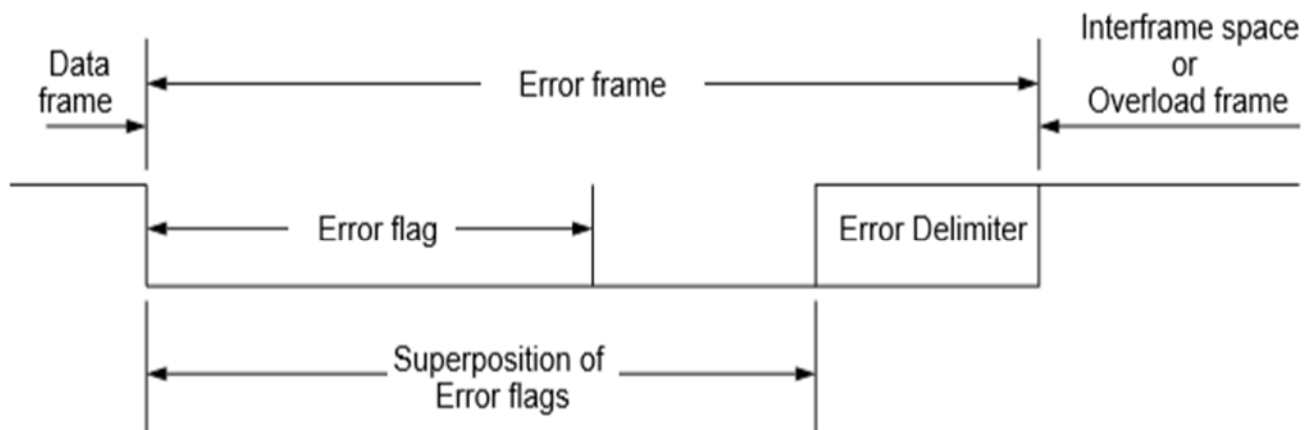 Data
frame
Error frame
Interframe space
or
Overload frame
Error flag
Error Delimiter
Superposition of
Error flags